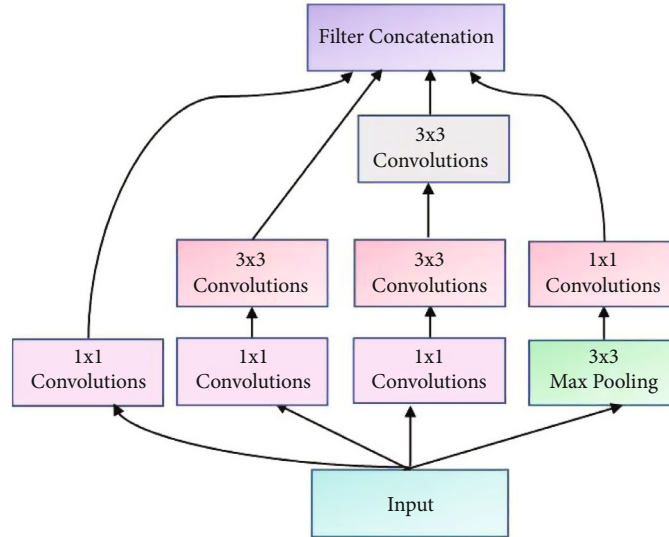 Filter Concatenation
3x3
Convolutions
3x3
Convolutions
3x3
Convolutions
1x1
Convolutions
1x1
Convolutions
1x1
Convolutions
1x1
Convolutions
3x3
Max Pooling
Input